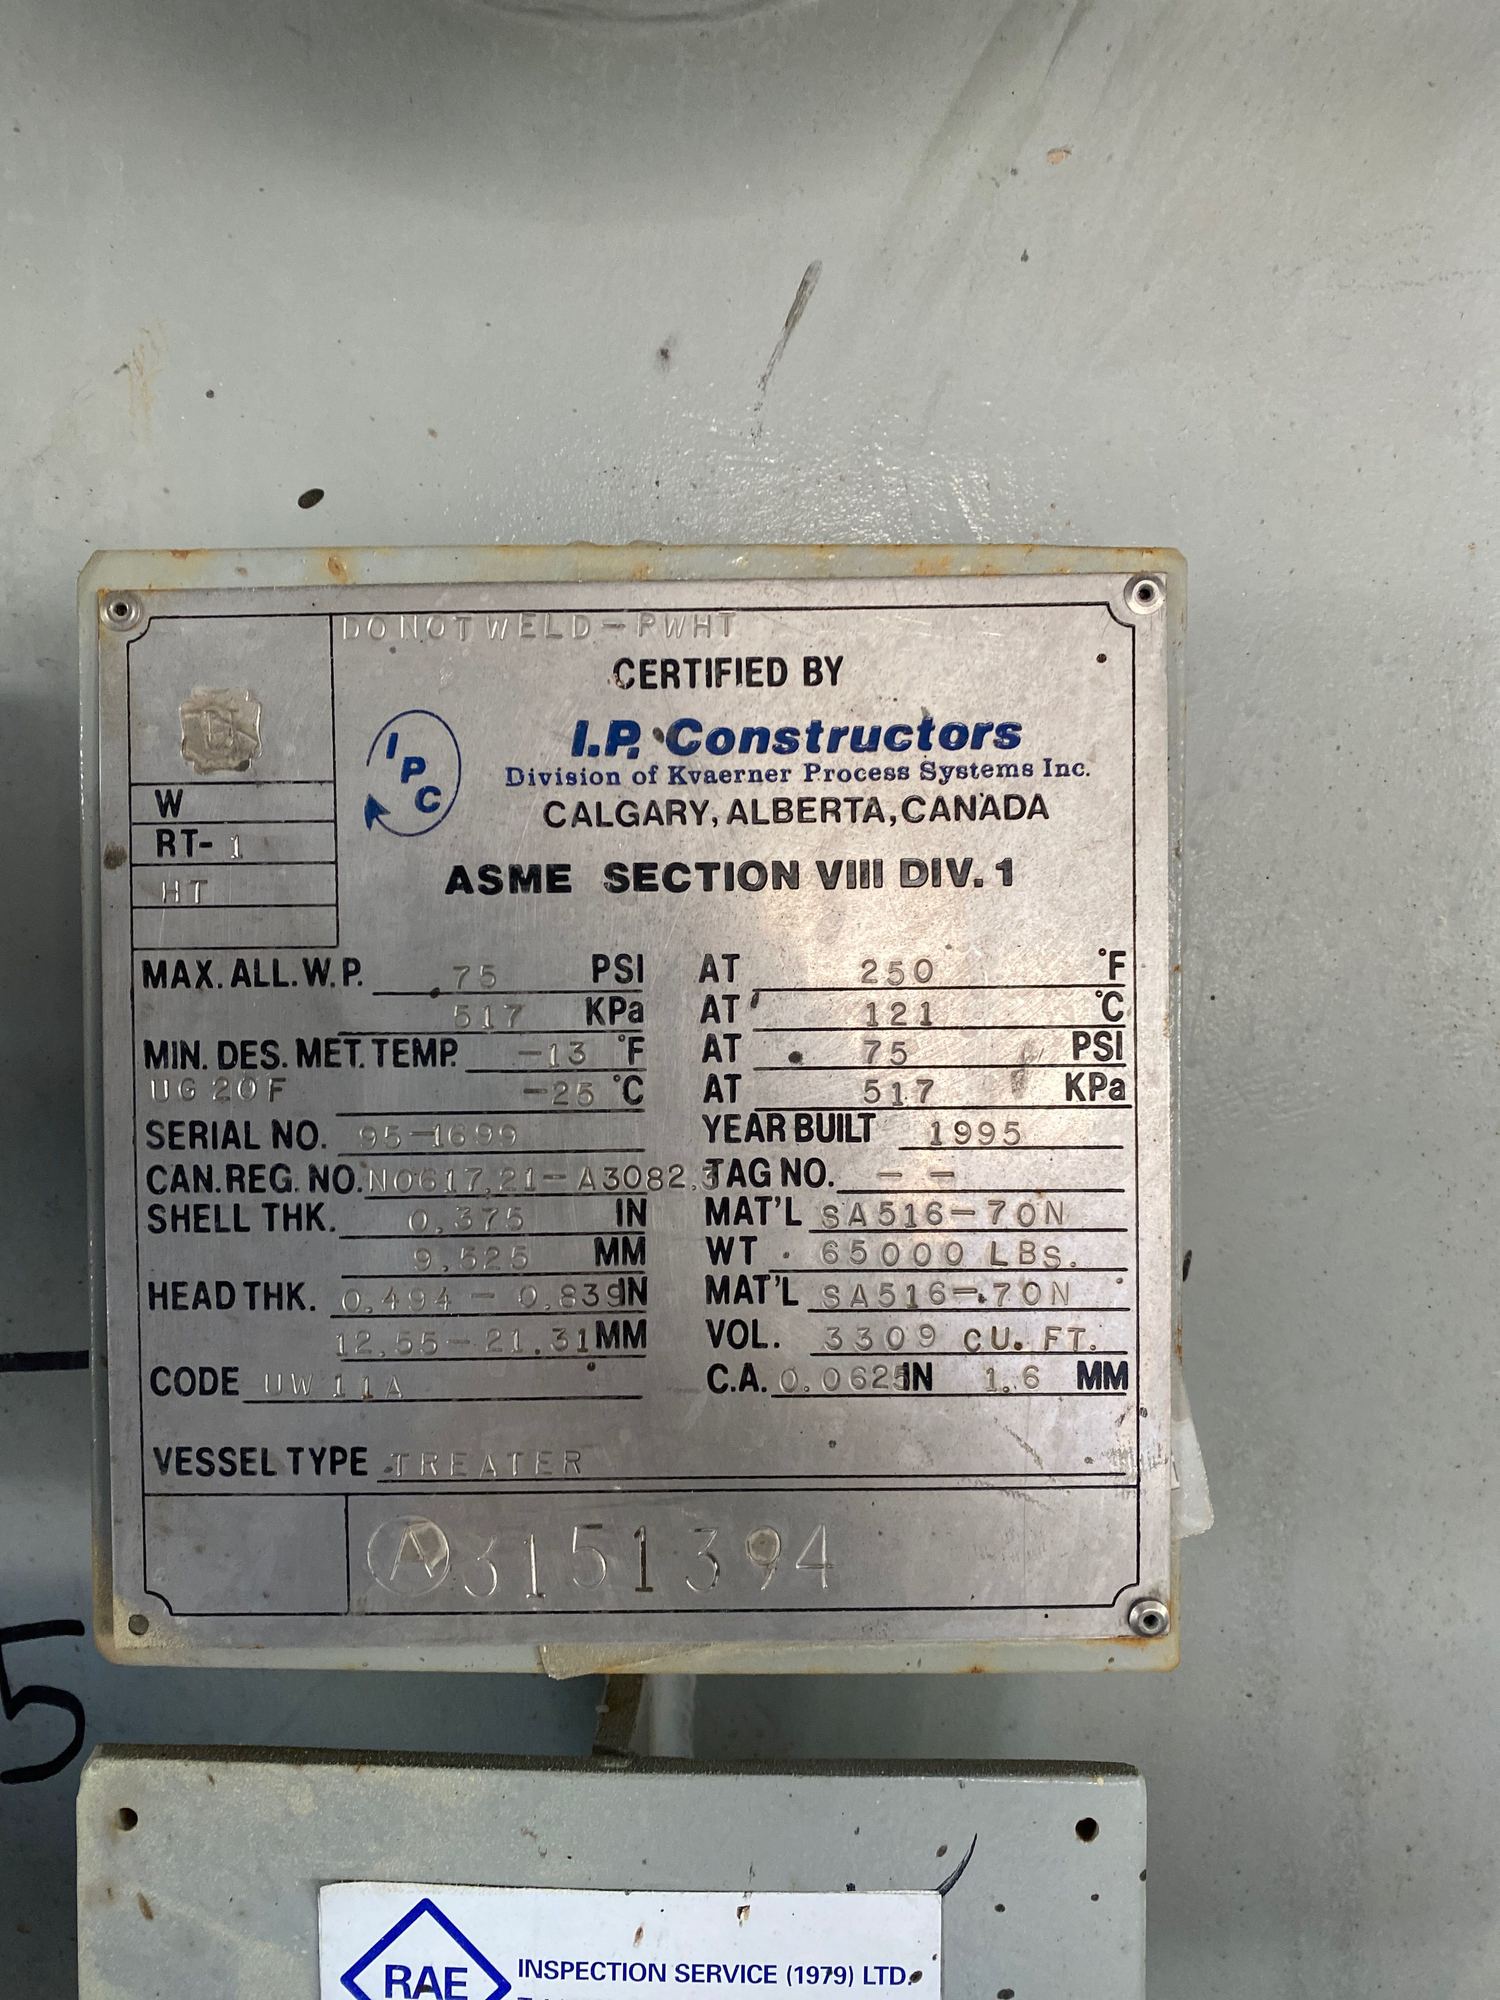 DO NOT WELD-PWHT
CERTIFIED BY
U
IPC
I.P. Constructors
Division of Kvaerner Process Systems Inc.
CALGARY, ALBERTA, CANADA
W
RT- 1
HT
ASME SECTION VIII DIV. 1
MAX. ALL. W. P. 75 PSI AT 250 °F
517 KPa AT 121 °C
MIN. DES. MET. TEMP. -13 °F AT 75 PSI
UG 20F -25 °C AT 517 KPa
SERIAL NO. 95-1699 YEAR BUILT 1995
CAN. REG. NO. NO617,21-A3082,3 TAG NO. - -
SHELL THK. 0.375 IN MAT'L SA516-70N
9.525 MM WT 65000 LBS.
HEAD THK. 0.494 - 0.839 IN MAT'L SA516-70N
12.55-21.31 MM VOL. 3309 CU. FT.
CODE UW 11A C.A. 0.0625 IN 1.6 MM
VESSEL TYPE TREATER
A 3151394
5
RAE INSPECTION SERVICE (1979) LTD.